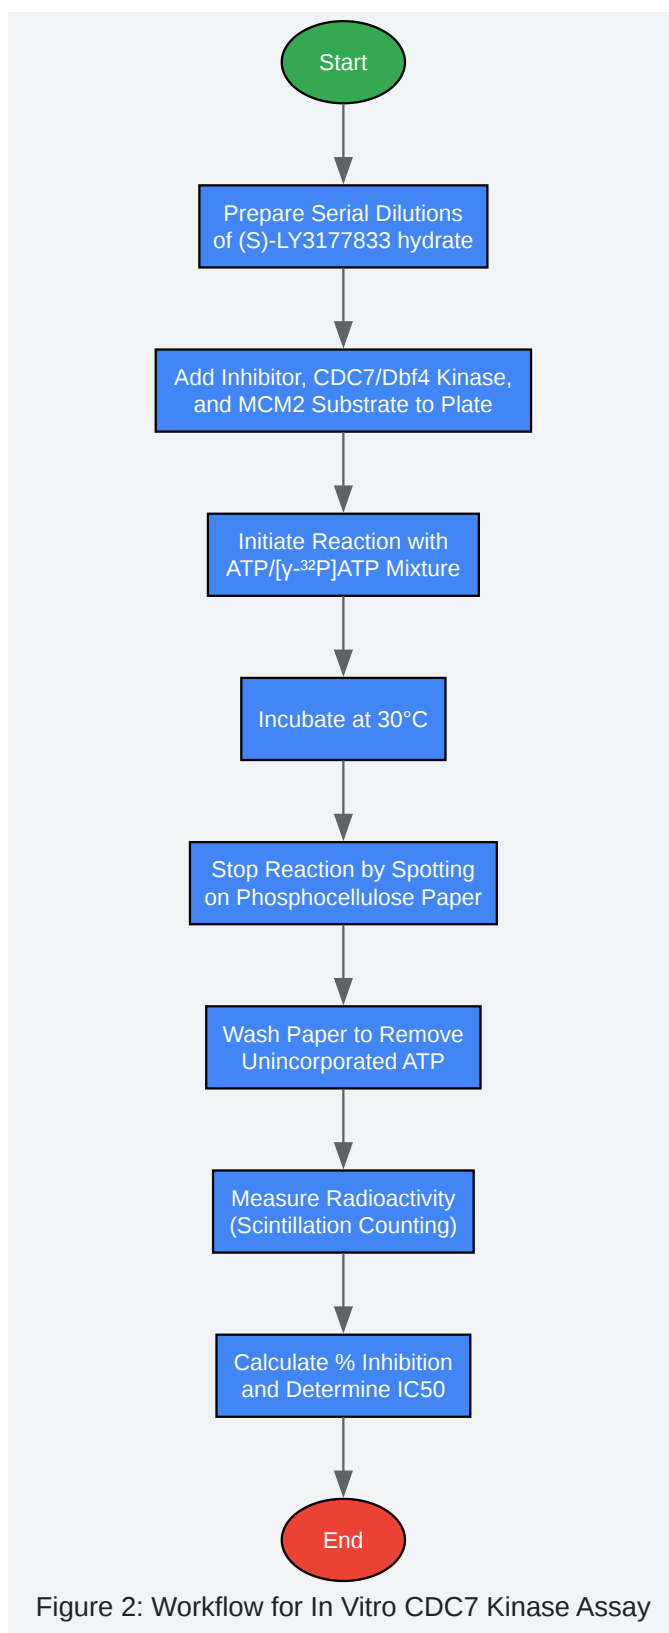 Start
Prepare Serial Dilutions
of (S)-LY3177833 hydrate
Add Inhibitor, CDC7/Dbf4 Kinase,
and MCM2 Substrate to Plate
Initiate Reaction with
ATP/[γ-³²P]ATP Mixture
Incubate at 30°C
Stop Reaction by Spotting
on Phosphocellulose Paper
Wash Paper to Remove
Unincorporated ATP
Measure Radioactivity
(Scintillation Counting)
Calculate % Inhibition
and Determine IC50
End
Figure 2: Workflow for In Vitro CDC7 Kinase Assay